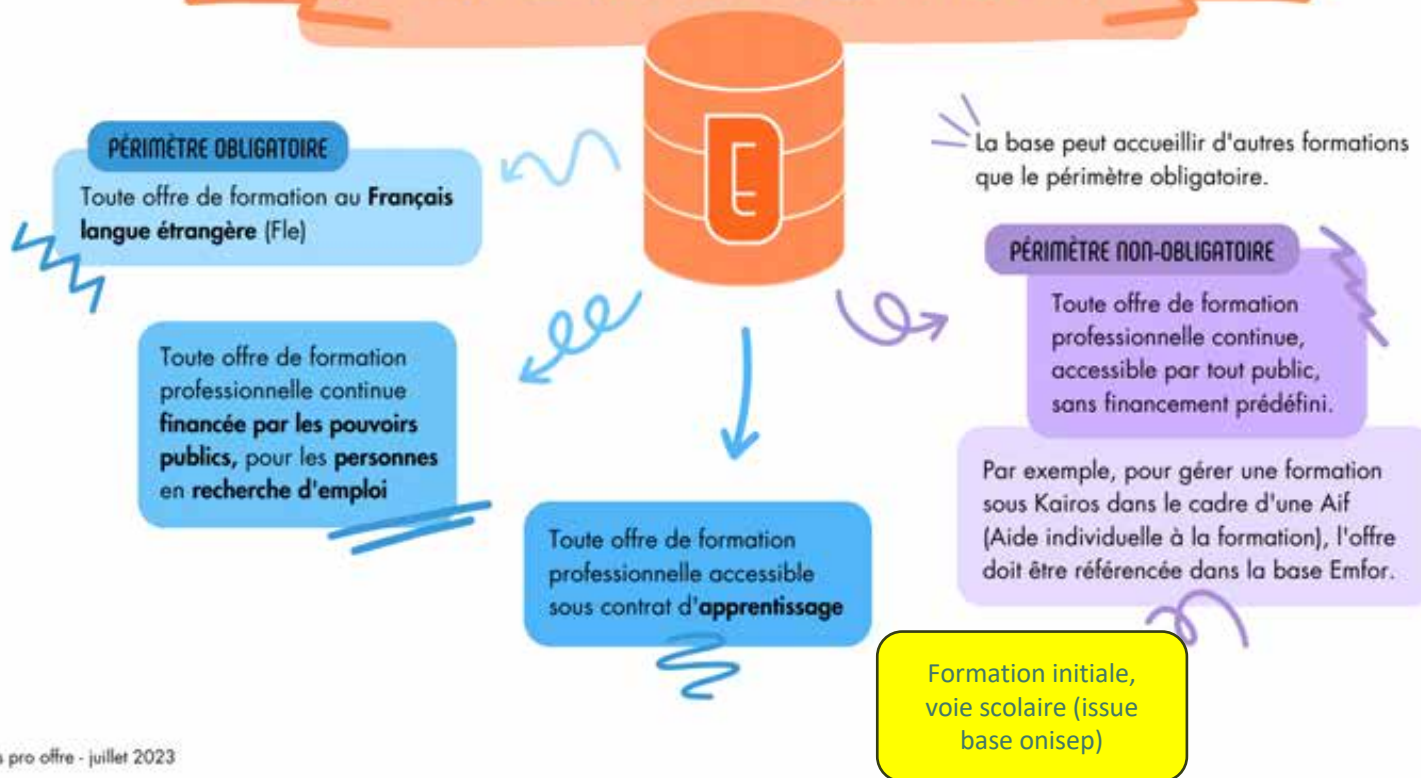 PÉRIMÈTRE OBLIGATOIRE
Toute offre de formation au Français
langue étrangère (Fle)
Toute offre de formation
professionnelle continue
financée par les pouvoirs
publics, pour les personnes
en recherche d'emploi
Toute offre de formation
professionnelle accessible
sous contrat d'apprentissage
E
La base peut accueillir d'autres formations
que le périmètre obligatoire.
PÉRIMÈTRE NON-OBLIGATOIRE
Toute offre de formation
professionnelle continue,
accessible par tout public,
sans financement prédéfini.
Par exemple, pour gérer une formation
sous Kairos dans le cadre d'une Aif
(Aide individuelle à la formation), l'offre
doit être référencée dans la base Emfor.
Formation initiale,
voie scolaire (issue
base onisep)
pro offre - juillet 2023